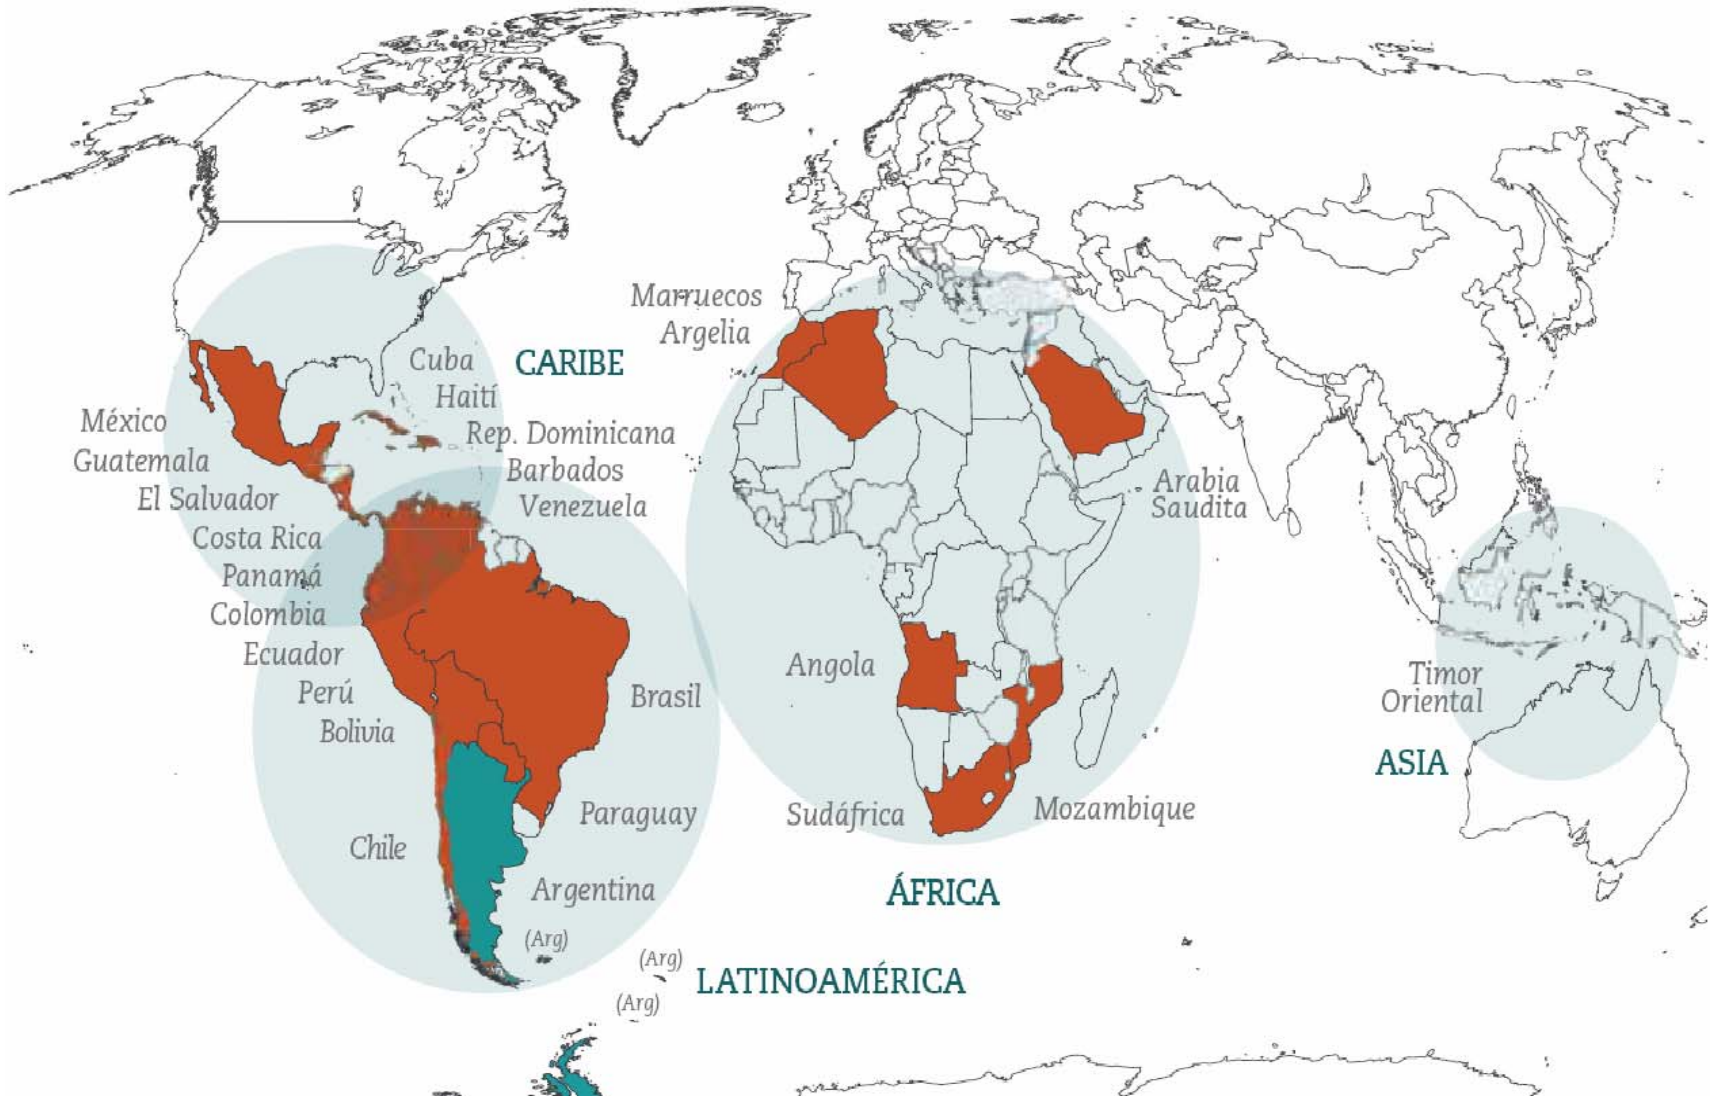 Marruecos
Argelia
Cuba
CARIBE
Haití
México
Rep. Dominicana
Guatemala
Barbados
El Salvador
Venezuela
Arabia
Saudita
Costa Rica
Panamá
Colombia
Ecuador
Perú
Bolivia
Brasil
Angola
Timor
Oriental
ASIA
Paraguay
Sudáfrica
Mozambique
Chile
Argentina
ÁFRICA
(Arg)
(Arg)
LATINOAMÉRICA
(Arg)